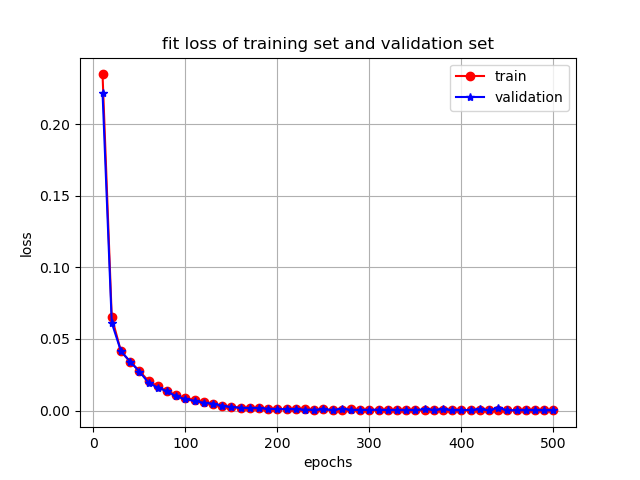 fit loss of training set and validation set
train
validation
0.20
0.15
0.10
0.05
0.00
loss
0
100
200
300
400
500
epochs